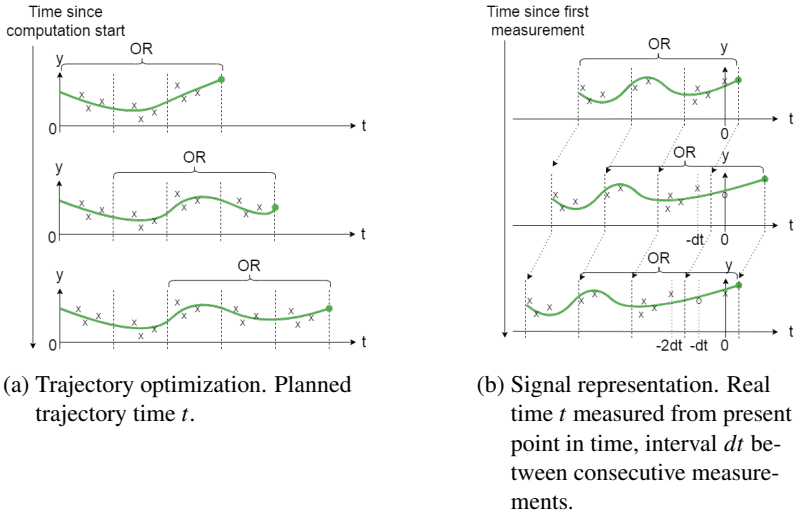 Time since
computation start
OR
y
0
t
OR
y
0
t
OR
y
0
t
(a) Trajectory optimization. Planned
trajectory time t.
Time since first
measurement
OR
y
0
t
OR
y
-dt
0
t
OR
y
-2dt
-dt
0
t
(b) Signal representation. Real
time t measured from present
point in time, interval dt be-
tween consecutive measure-
ments.